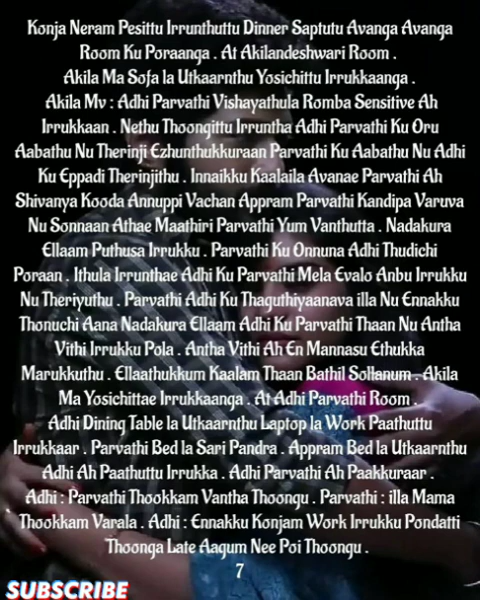 Konja Neram Pesittu Irrunthuttu Dinner Saptutu Avanga Avanga
Room Ku Poraanga . At Akilandeshwari Room .
Akila Ma Sofa la Utkaarnthu Yosichittu Irrukkaanga .
Akila Mv : Adhi Parvathi Vishayathula Romba Sensitive Ah
Irrukkaan . Nethu Thoongittu Irruntha Adhi Parvathi Ku Oru
Aabathu Nu Therinji Ezhunthukkuraan Parvathi Ku Aabathu Nu Adhi
Ku Eppadi Therinjithu . Innaikku Kaalaila Avanae Parvathi Ah
Shivanya Kooda Annuppi Vachan Appram Parvathi Kandipa Varuva
Nu Sonnaan Athae Maathiri Parvathi Yum Vanthutta . Nadakura
Ellaam Puthusa Irrukku . Parvathi Ku Onnuna Adhi Thudichi
Poraan . Ithula Irrunthae Adhi Ku Parvathi Mela Evalo Anbu Irrukku
Nu Theriyuthu . Parvathi Adhi Ku Thaguthiyaanava illa Nu Ennakku
Thonuchi Aana Nadakura Ellaam Adhi Ku Parvathi Thaan Nu Antha
Vithi Irrukku Pola . Antha Vithi Ah En Mannasu Ethukka
Marukkuthu . Ellaathukkum Kaalam Thaan Bathil Sollanum . Akila
Ma Yosichittae Irrukkaanga . At Adhi Parvathi Room .
Adhi Dining Table la Utkaarnthu Laptop la Work Paathuttu
Irrukkaar . Parvathi Bed la Sari Pandra . Appram Bed la Utkaarnthu
Adhi Ah Paathuttu Irrukka . Adhi Parvathi Ah Paakkuraar .
Adhi : Parvathi Thookkam Vantha Thoongu . Parvathi : illa Mama
Thookkam Varala . Adhi : Ennakku Konjam Work Irrukku Pondatti
Thoonga Late Aagum Nee Poi Thoongu .
7
SUBSCRIBE